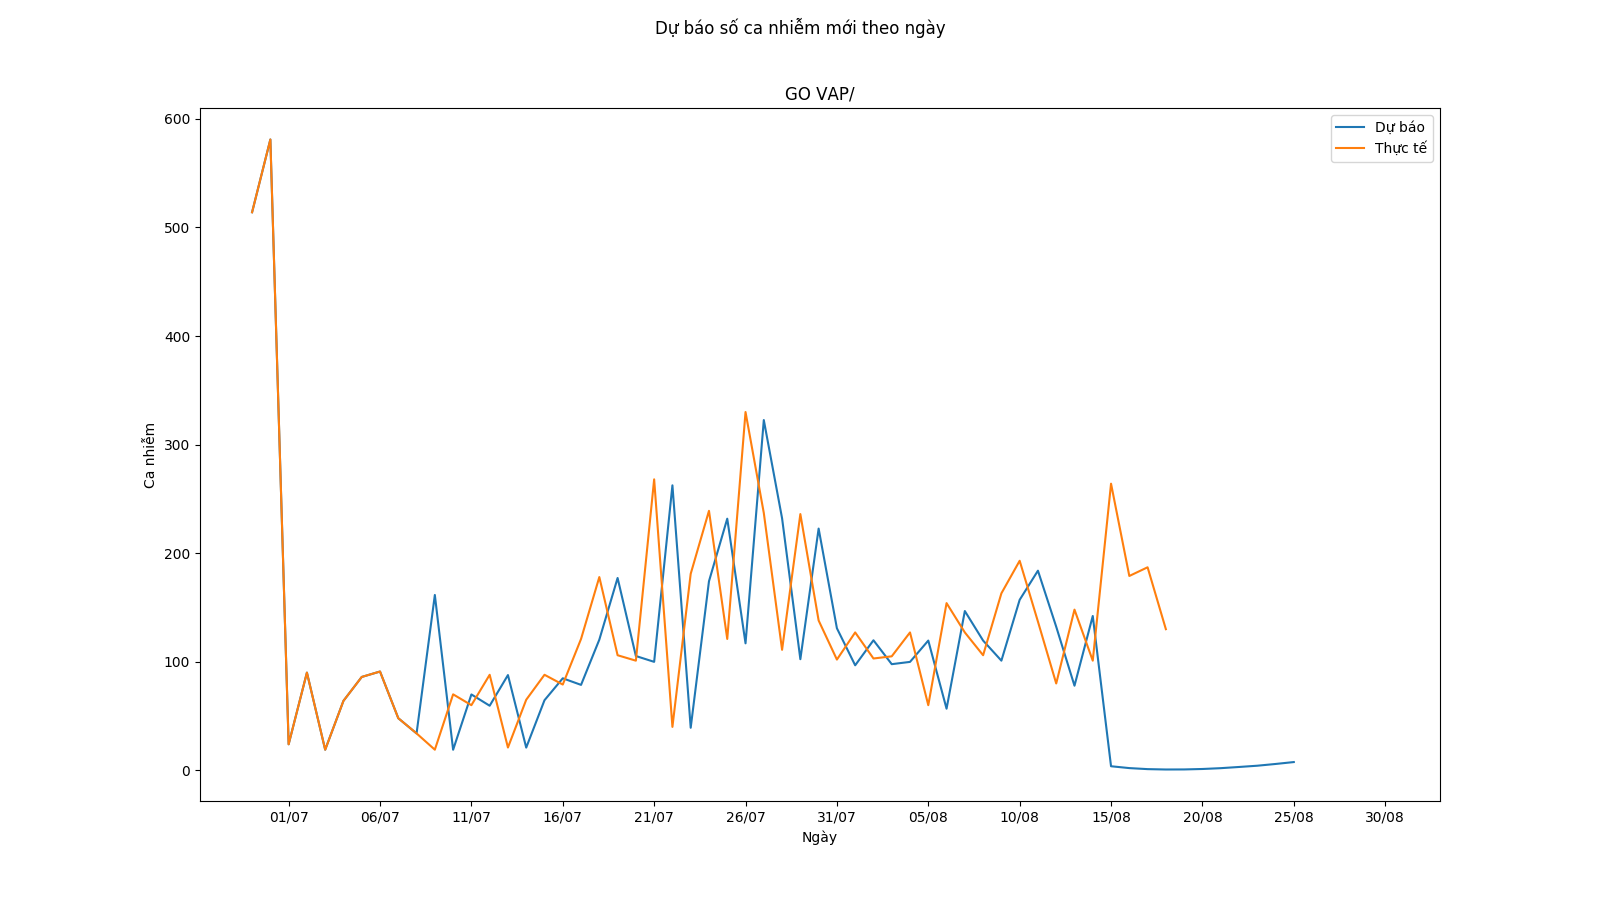 Dự báo số ca nhiễm mới theo ngày
GO VAP/
Dự báo
Thực tế
600
500
400
300
200
100
0
Ca nhiễm
01/07 06/07 11/07 16/07 21/07 26/07 31/07 05/08 10/08 15/08 20/08 25/08 30/08
Ngày